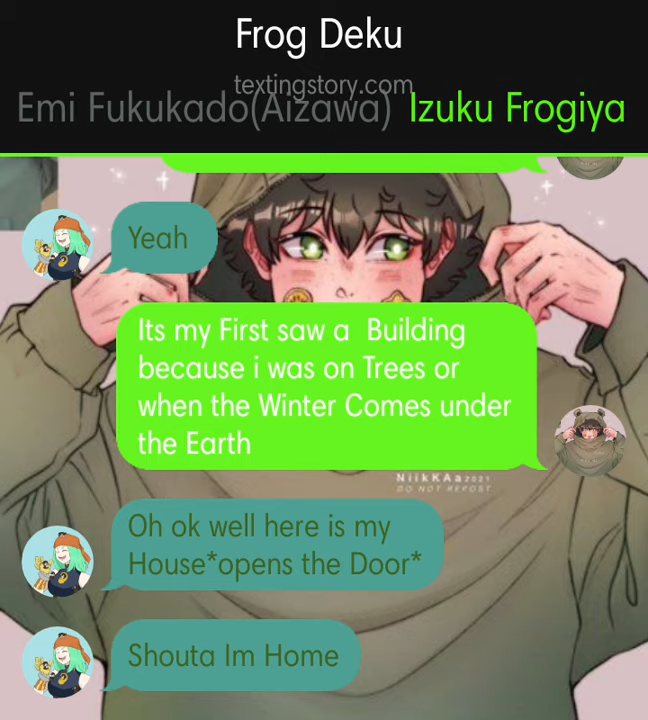 Frog Deku
textingstory.com
Emi Fukukado(Aizawa) Izuku Frogiya
Yeah
Its my First saw a  Building
because i was on Trees or
when the Winter Comes under
the Earth
NiikKAa2021
DO NOT REPOST
Oh ok well here is my
House*opens the Door*
Shouta Im Home